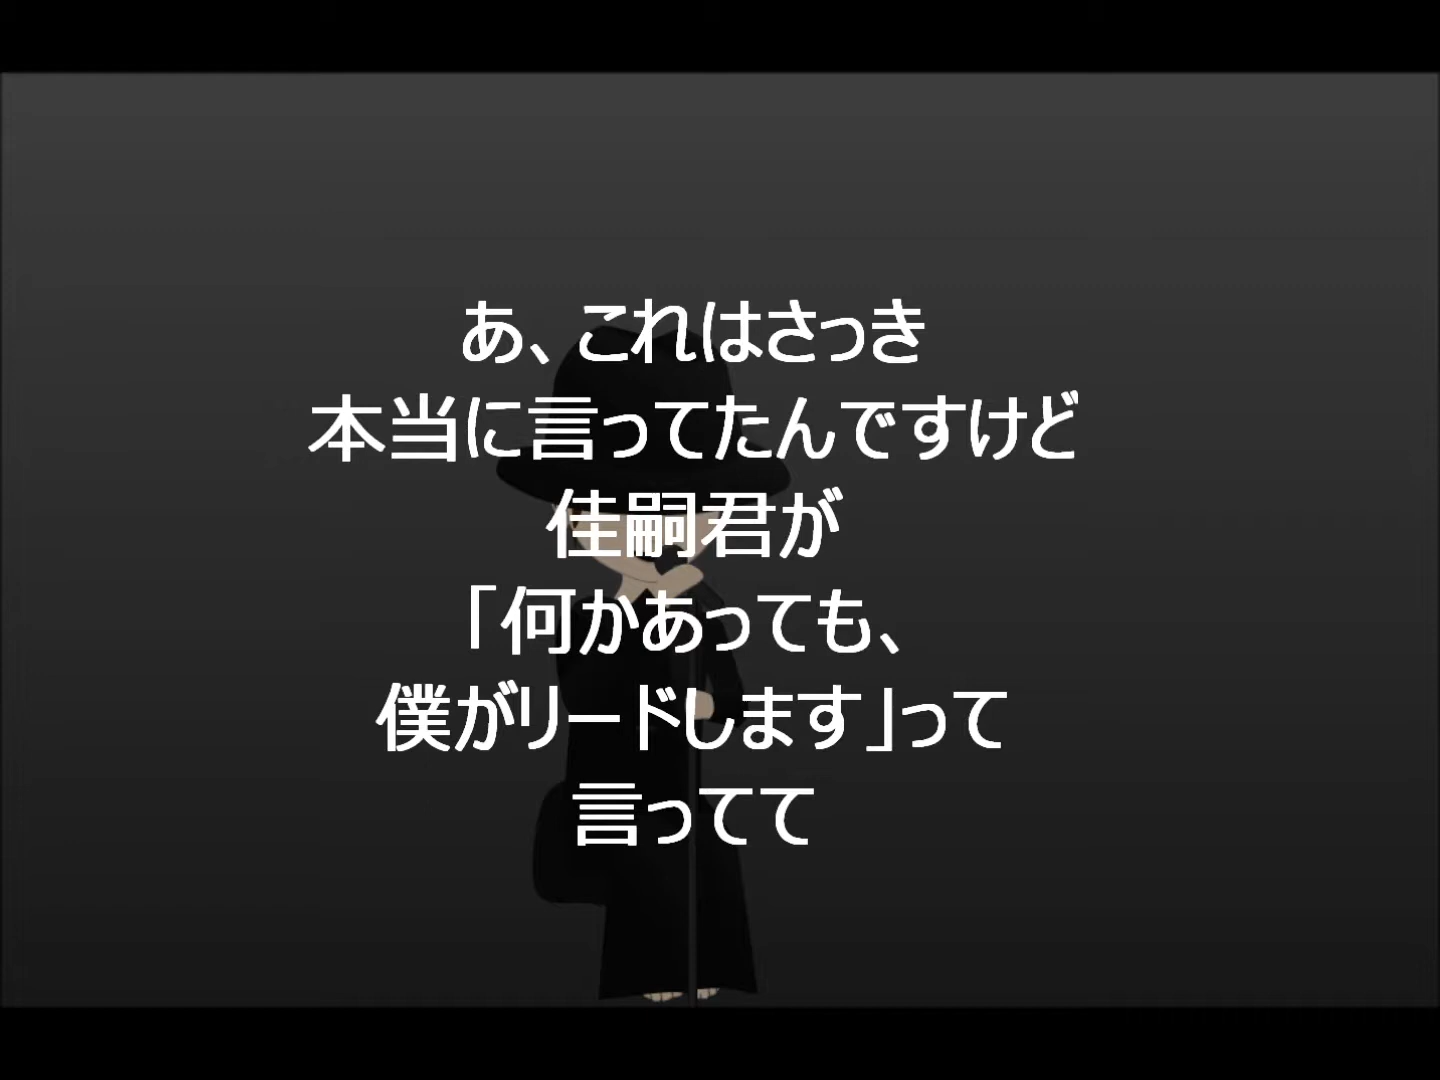 あ、これはさっき
本当に言ってたんですけど
佳嗣君が
「何かあっても、
僕がリードします」って
言ってて